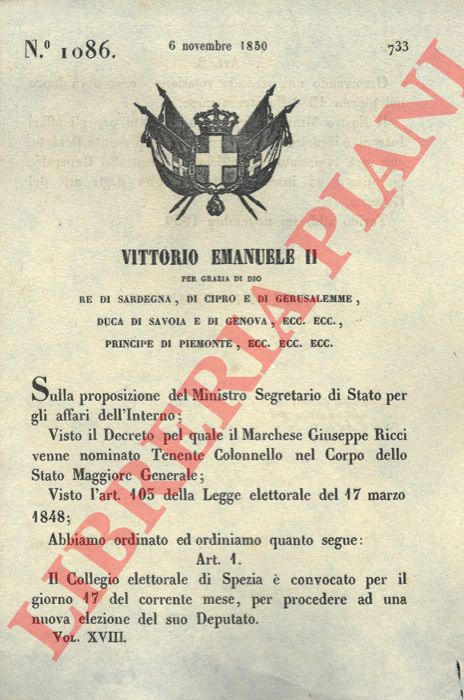 N.º 1086.
6 novembre 1850
733
VITTORIO EMANUELE II
PER GRAZIA DI DIO
RE DI SARDEGNA, DI CIPRO E DI GERUSALEMME,
DUCA DI SAVOIA E DI GENOVA, ECC. ECC.,
PRINCIPE DI PIEMONTE, ECC. ECC. ECC.
Sulla proposizione del Ministro Segretario di Stato per
gli affari dell'Interno;
Visto il Decreto pel quale il Marchese Giuseppe Ricci
venne nominato Tenente Colonnello nel Corpo dello
Stato Maggiore Generale;
Visto l'art. 105 della Legge elettorale del 17 marzo
1848;
Abbiamo ordinato ed ordiniamo quanto segue:
Art. 1.
Il Collegio elettorale di Spezia è convocato per il
giorno 17 del corrente mese, per procedere ad una
nuova elezione del suo Deputato.
VOL. XVIII.
LIBRERIA PIANI